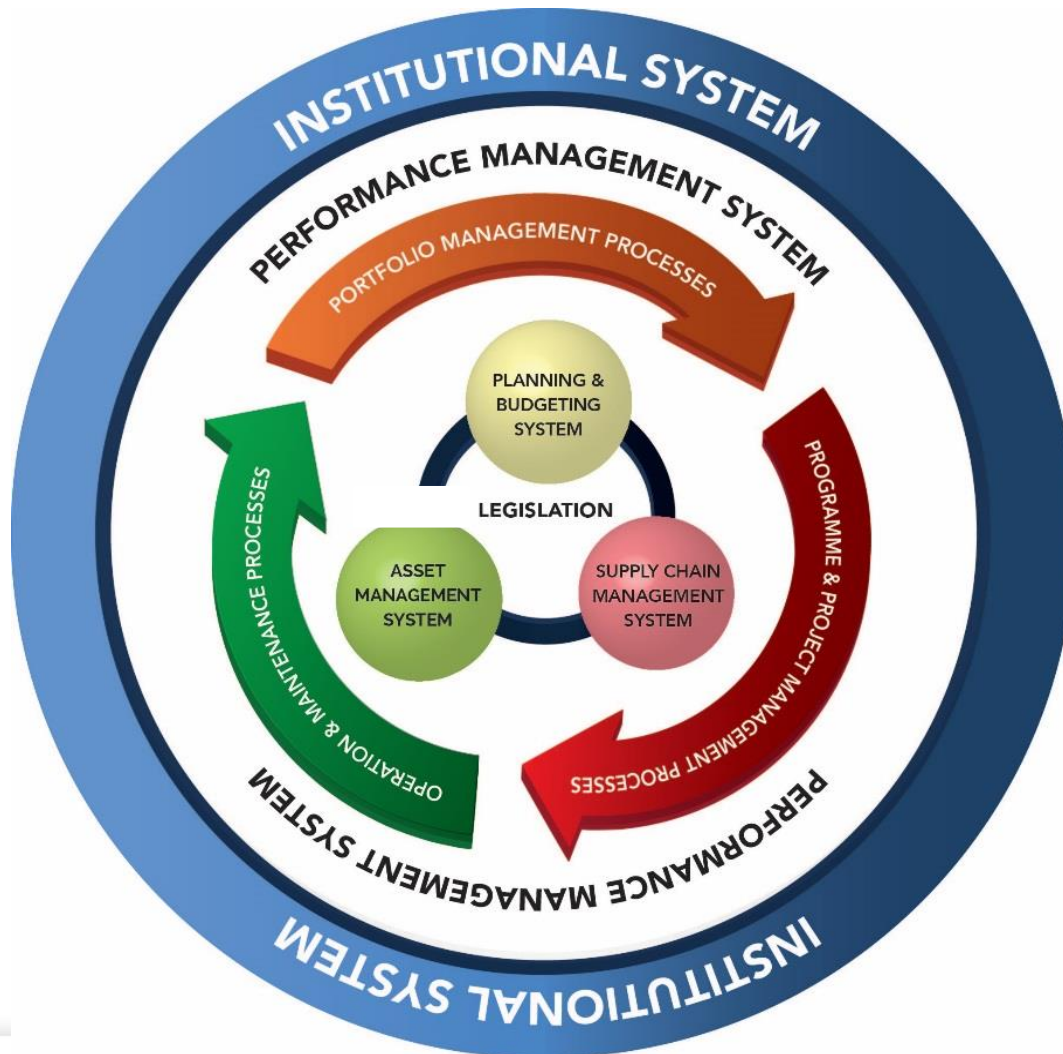 INSTITUTIONAL SYSTEM
PERFORMANCE MANAGEMENT SYSTEM
PORTFOLIO MANAGEMENT PROCESSES
PLANNING &
BUDGETING
SYSTEM
LEGISLATION
ASSET
MANAGEMENT
SYSTEM
SUPPLY CHAIN
MANAGEMENT
SYSTEM
PROGRAMME & PROJECT MANAGEMENT PROCESSES
OPERATION & MAINTENANCE PROCESSES
PERFORMANCE MANAGEMENT SYSTEM
INSTITUTIONAL SYSTEM